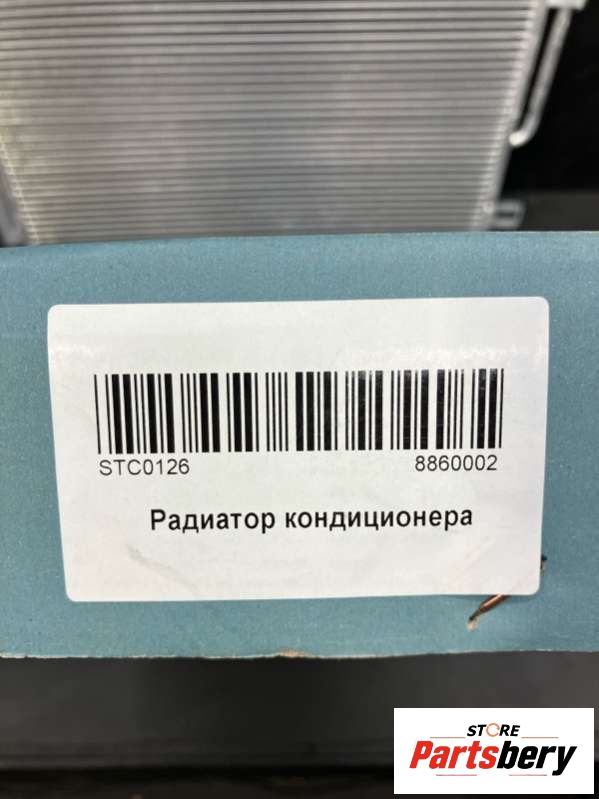 STC0126 8860002
Радиатор кондиционера
STORE
Partsbery